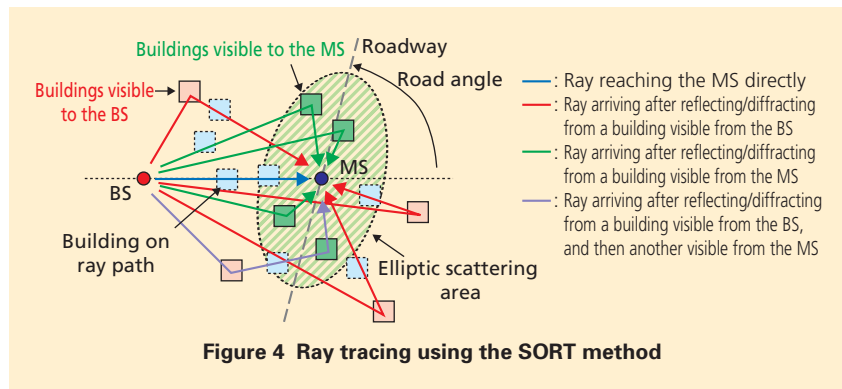 Buildings visible to the MS
Roadway
Road angle
Buildings visible
to the BS
MS
BS
Building on
ray path
Elliptic scattering
area
: Ray reaching the MS directly
: Ray arriving after reflecting/diffracting
from a building visible from the BS
: Ray arriving after reflecting/diffracting
from a building visible from the MS
: Ray arriving after reflecting/diffracting
from a building visible from the BS,
and then another visible from the MS
Figure 4 Ray tracing using the SORT method